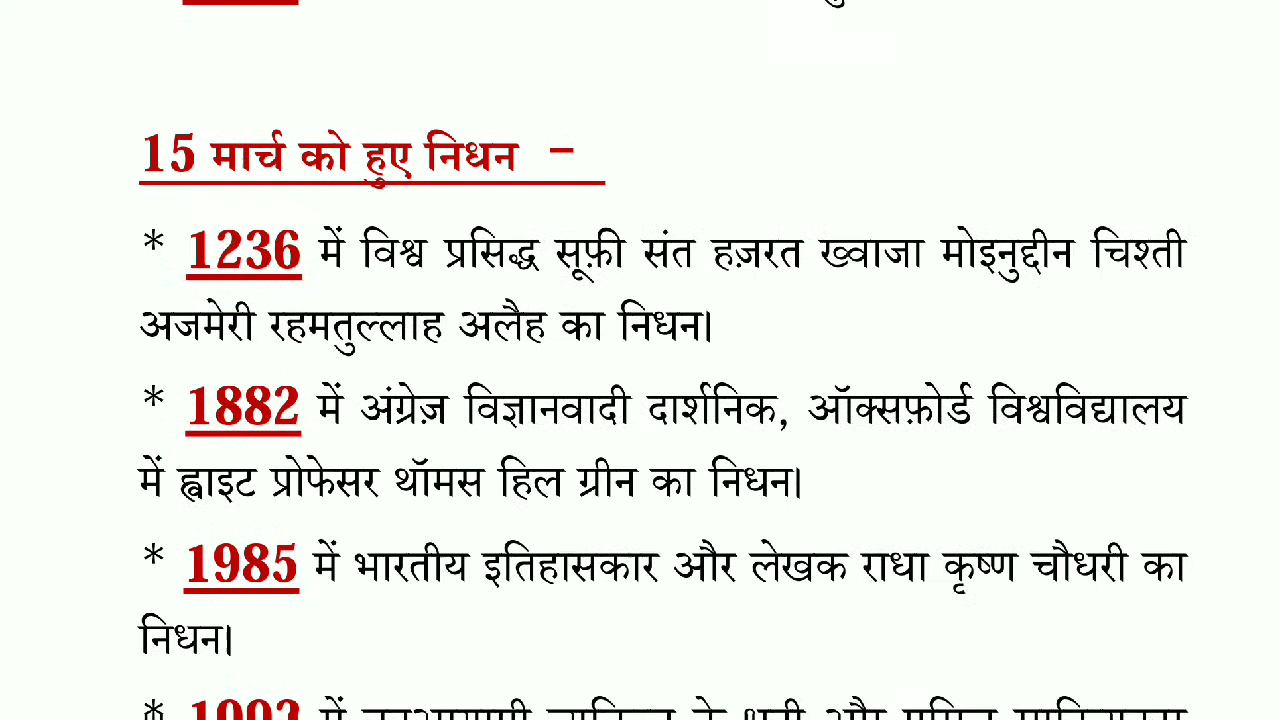 15 मार्च को हुए निधन –
* 1236 में विश्व प्रसिद्ध सूफ़ी संत हज़रत ख्वाजा मोइनुद्दीन चिश्ती
अजमेरी रहमतुल्लाह अलैह का निधन।
* 1882 में अंग्रेज़ विज्ञानवादी दार्शनिक, ऑक्सफ़ोर्ड विश्वविद्यालय
में ह्वाइट प्रोफेसर थॉमस हिल ग्रीन का निधन।
* 1985 में भारतीय इतिहासकार और लेखक राधा कृष्ण चौधरी का
निधन।
* में के और